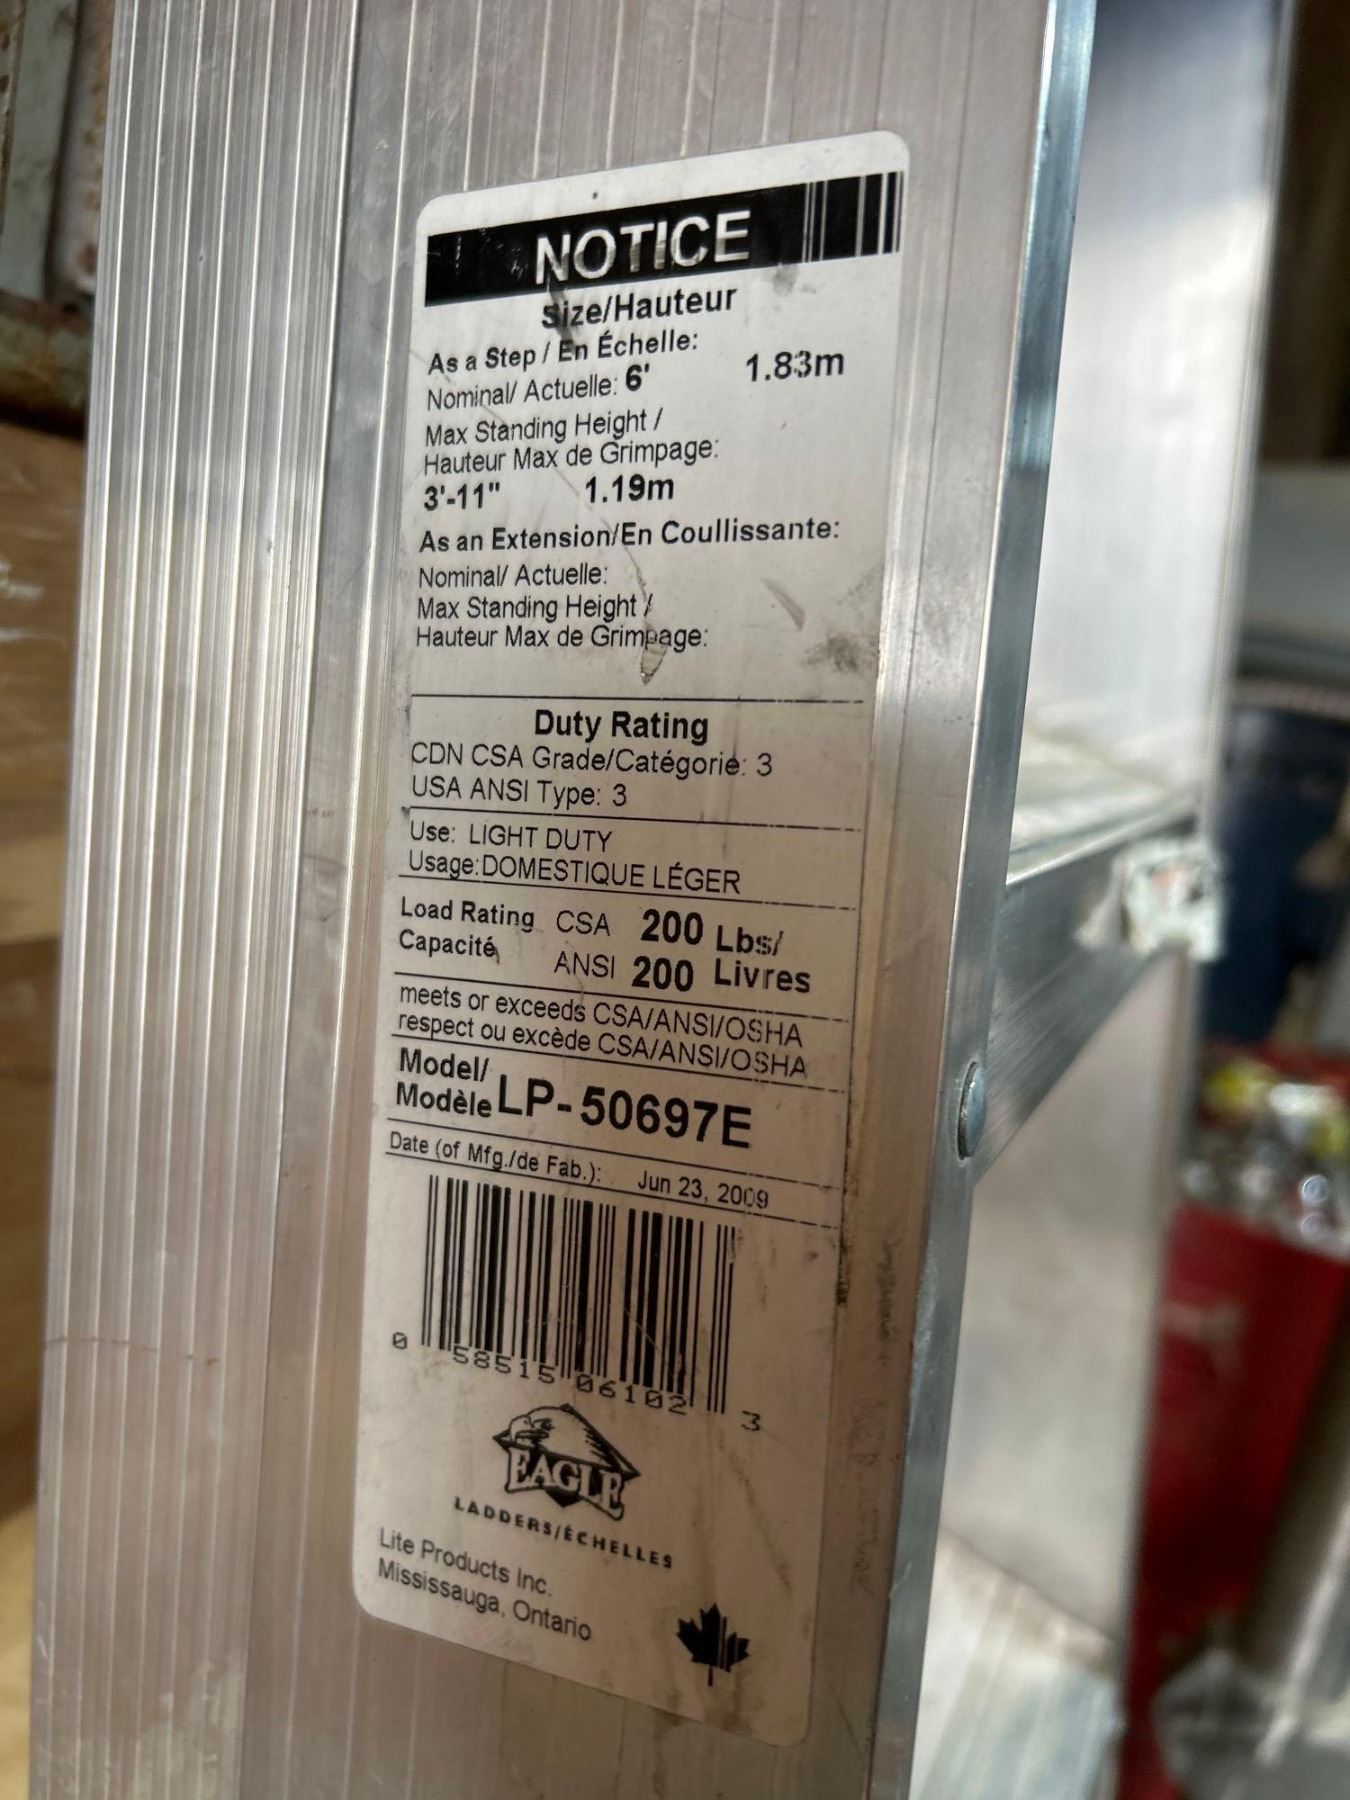 NOTICE
Size/Hauteur
As a Step / En Échelle:
Nominal/ Actuelle: 6' 1.83m
Max Standing Height /
Hauteur Max de Grimpage:
3'-11" 1.19m
As an Extension/En Coullissante:
Nominal/ Actuelle:
Max Standing Height /
Hauteur Max de Grimpage:
Duty Rating
CDN CSA Grade/Catégorie: 3
USA ANSI Type: 3
Use: LIGHT DUTY
Usage:DOMESTIQUE LÉGER
Load Rating CSA 200 Lbs/
Capacité ANSI 200 Livres
meets or exceeds CSA/ANSI/OSHA
respect ou excède CSA/ANSI/OSHA
Model/
Modèle LP-50697E
Date (of Mfg./de Fab.): Jun 23, 2009
0 58515 06102 3
EAGLE
LADDERS/ÉCHELLES
Lite Products Inc.
Mississauga, Ontario